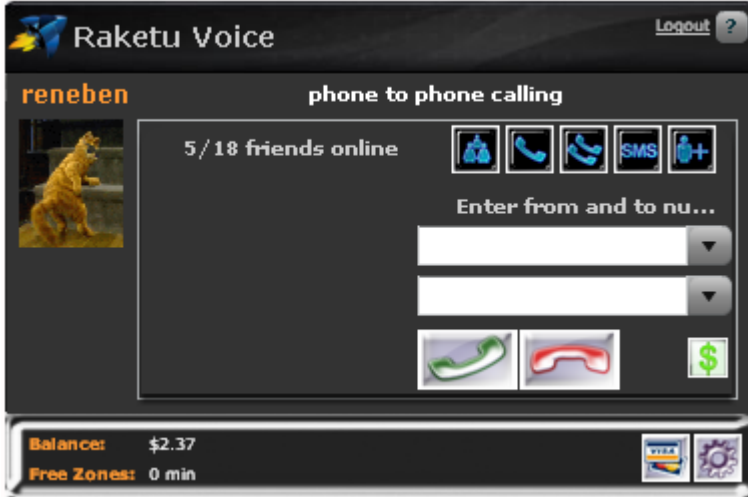 Raketu Voice
Logout ?
reneben
phone to phone calling
5/18 friends online
SMS
Enter from and to nu...
$
Balance: $2.37
VISA
Free Zones: 0 min